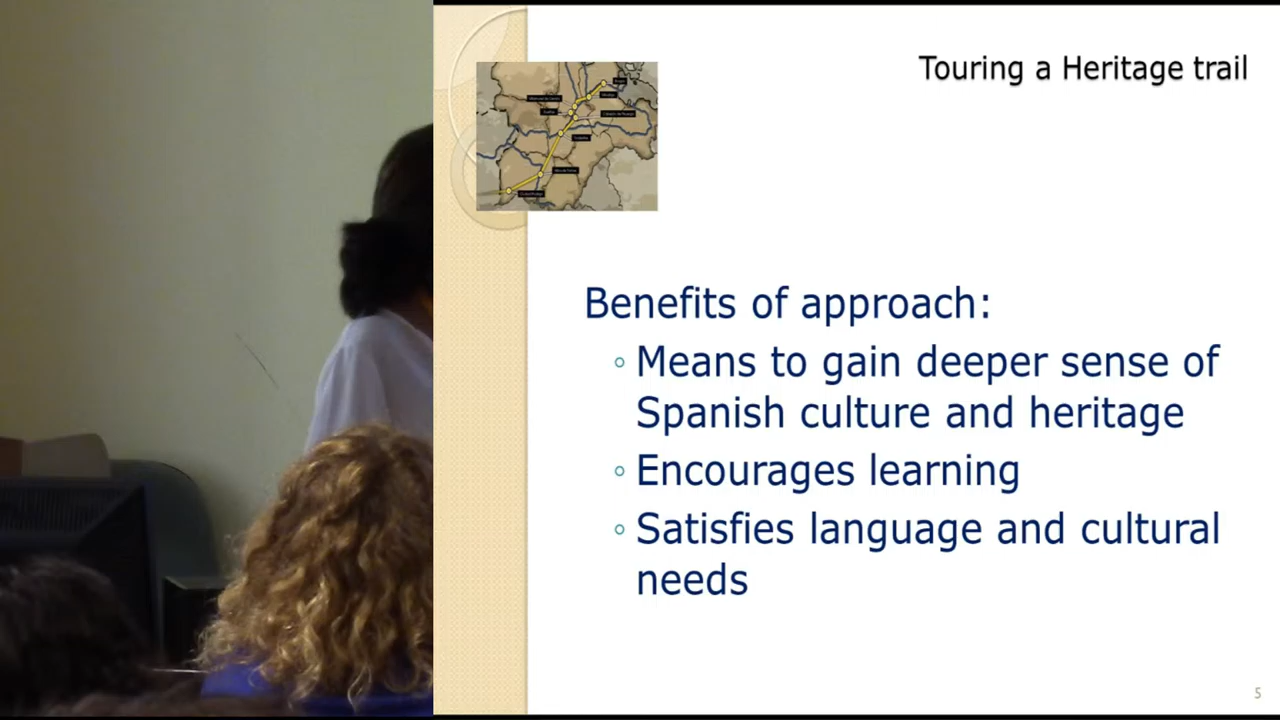 Touring a Heritage trail
Benefits of approach:
◦ Means to gain deeper sense of
Spanish culture and heritage
◦ Encourages learning
◦ Satisfies language and cultural
needs
5